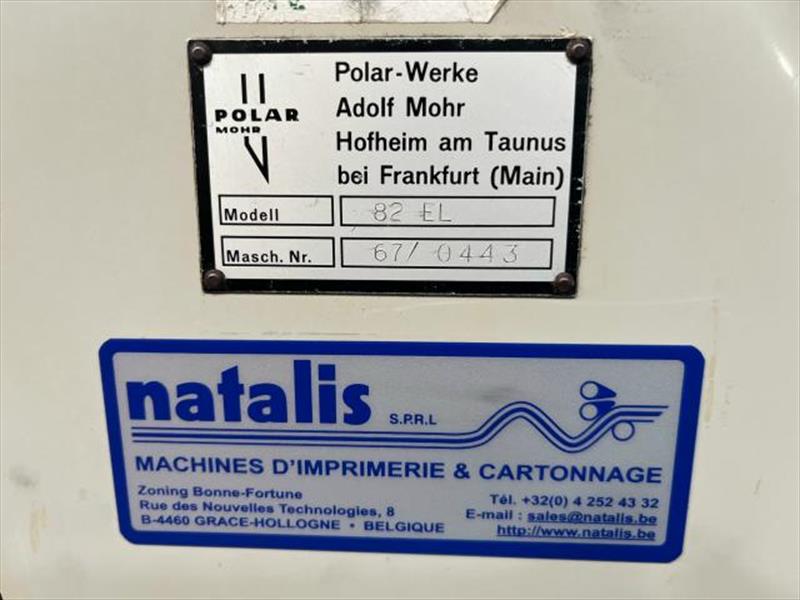 POLAR
MOHR
Polar-Werke
Adolf Mohr
Hofheim am Taunus
bei Frankfurt (Main)
Modell 82 EL
Masch. Nr. 67/0443
natalis S.P.R.L
MACHINES D'IMPRIMERIE & CARTONNAGE
Zoning Bonne-Fortune
Rue des Nouvelles Technologies, 8
B-4460 GRACE-HOLLOGNE • BELGIQUE
Tél. +32(0) 4 252 43 32
E-mail : sales@natalis.be
http://www.natalis.be